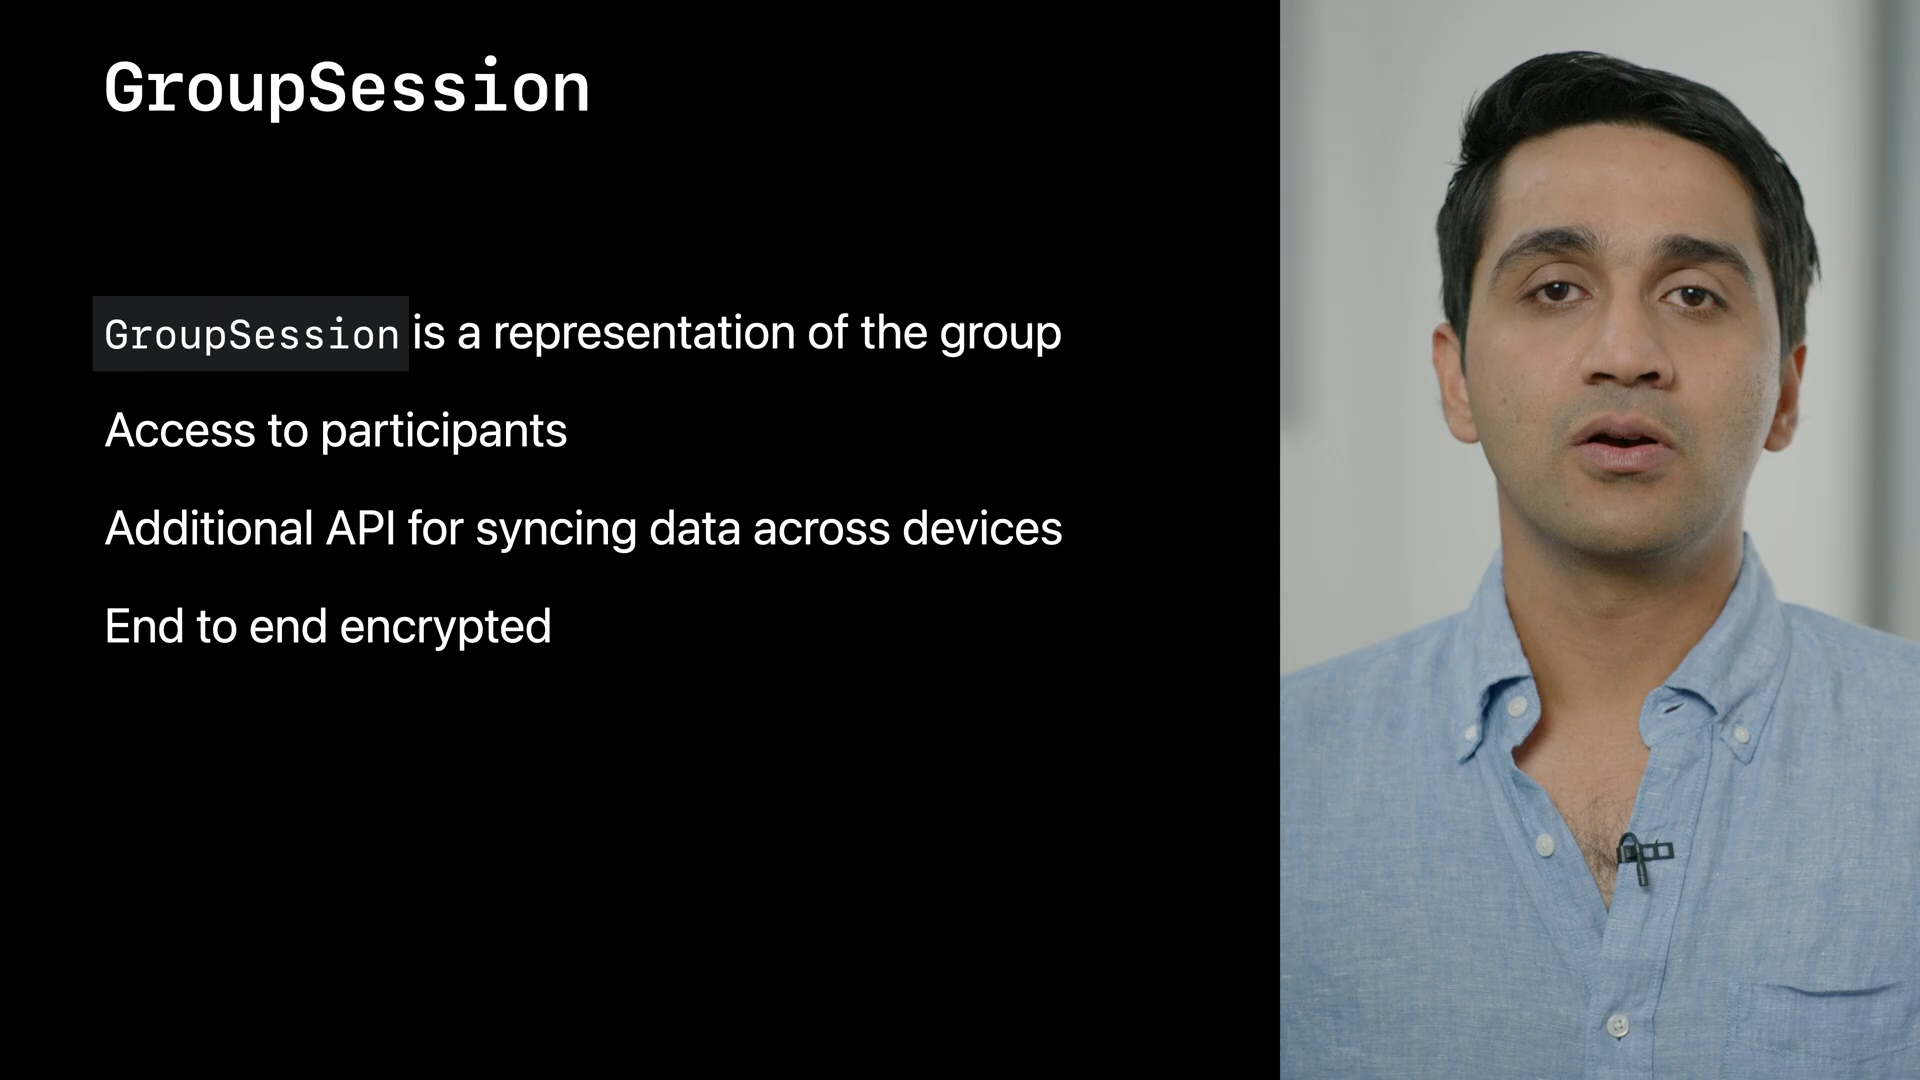 GroupSession
GroupSession is a representation of the group
Access to participants
Additional API for syncing data across devices
End to end encrypted